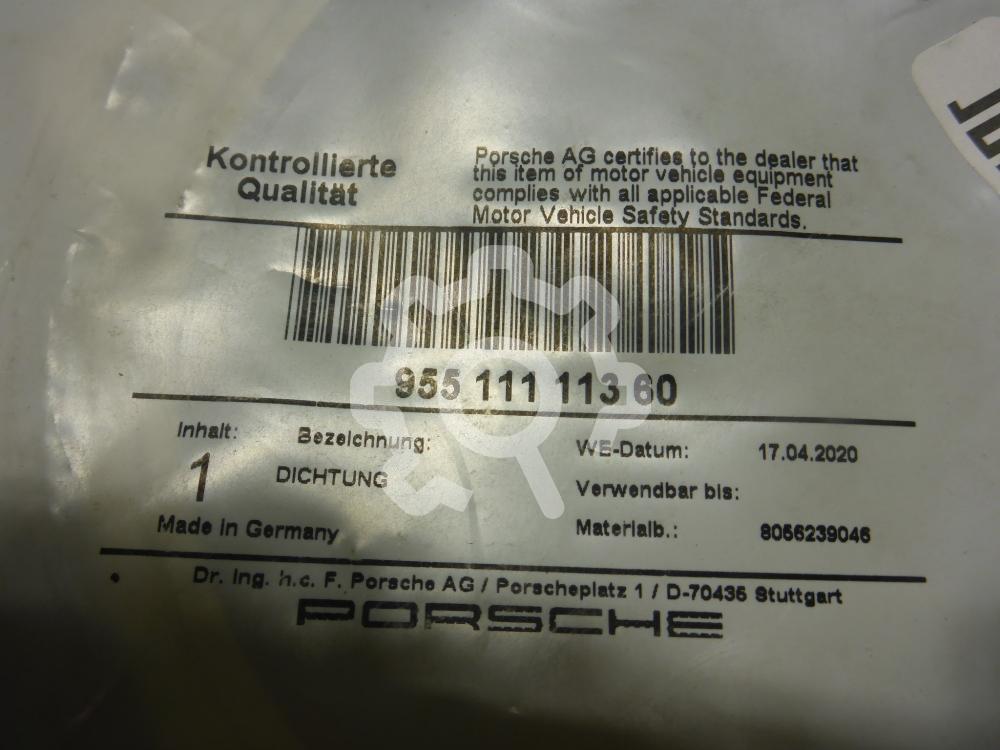 Kontrollierte
Qualität
Porsche AG certifies to the dealer that
this item of motor vehicle equipment
complies with all applicable Federal
Motor Vehicle Safety Standards.
955 111 113 60
Inhalt: Bezeichnung: WE-Datum: 17.04.2020
1 DICHTUNG
Verwendbar bis:
Made in Germany Materialb.: 8056239046
Dr. Ing. h.c. F. Porsche AG / Porscheplatz 1 / D-70435 Stuttgart
PORSCHE